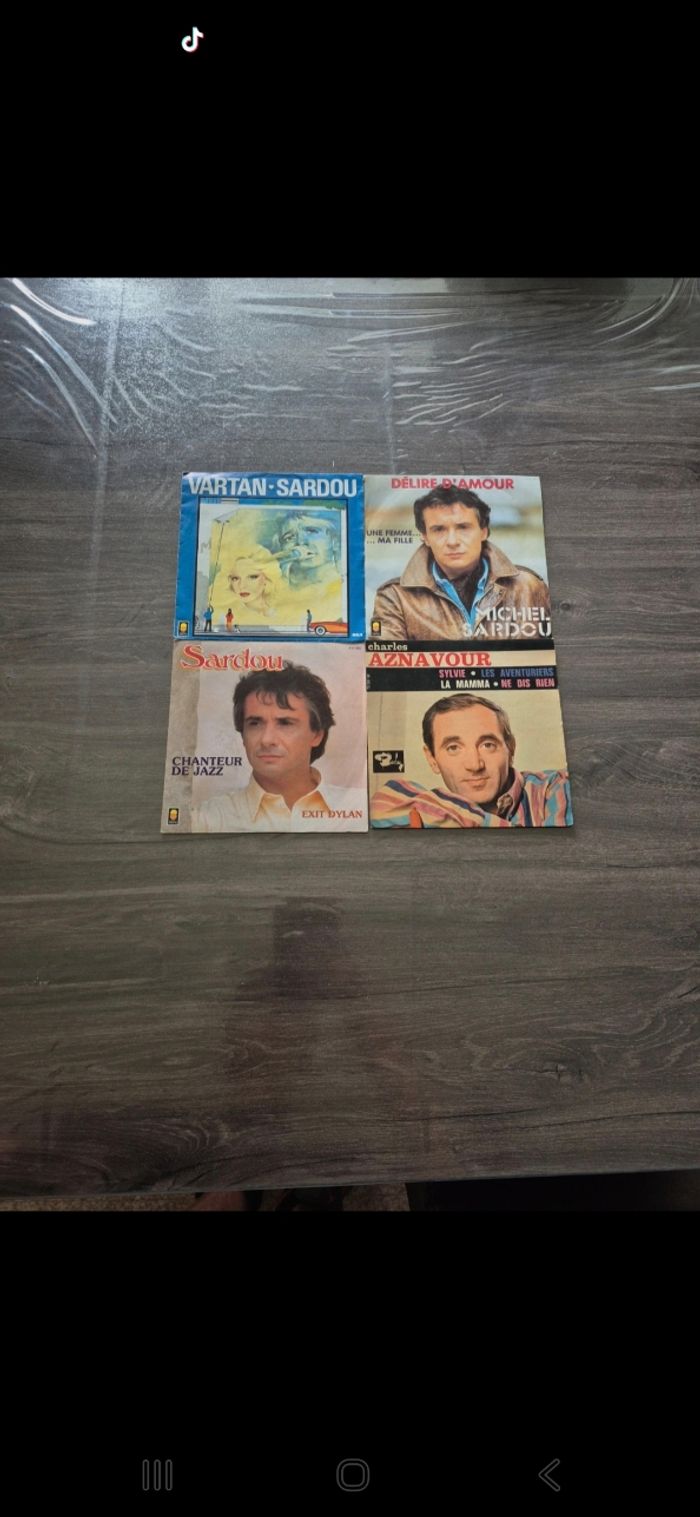 VARTAN · SARDOU
DÉLIRE D'AMOUR
UNE FEMME...
... MA FILLE
MICHEL
SARDOU
Sardou
CHANTEUR
DE JAZZ
EXIT DYLAN
charles
AZNAVOUR
SYLVIE • LES AVENTURIERS
LA MAMMA • NE DIS RIEN